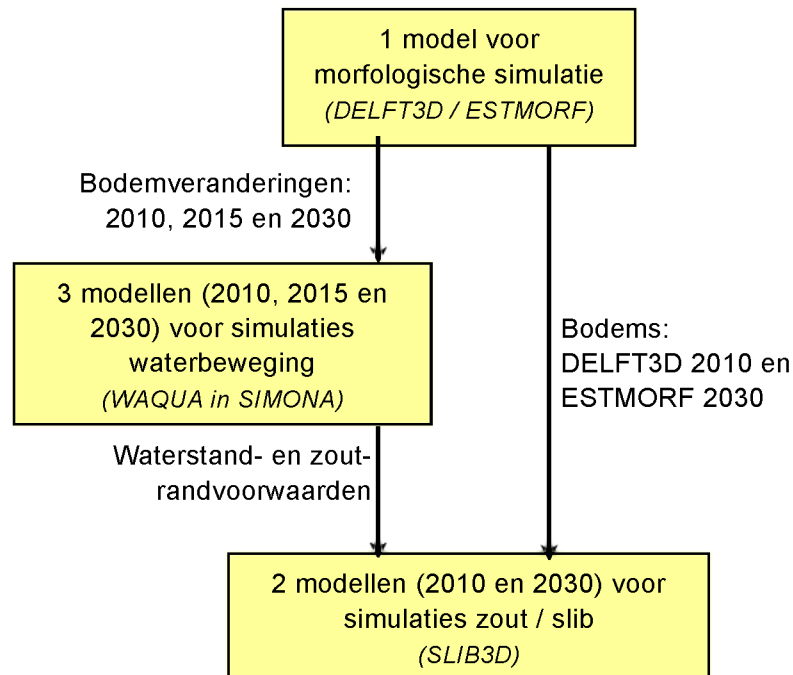 1 model voor
morfologische simulatie
(DELFT3D / ESTMORF)
Bodemveranderingen:
2010, 2015 en 2030
3 modellen (2010, 2015 en
2030) voor simulaties
waterbeweging
(WAQUA in SIMONA)
Bodems:
DELFT3D 2010 en
ESTMORF 2030
Waterstand- en zout-
randvoorwaarden
2 modellen (2010 en 2030) voor
simulaties zout / slib
(SLIB3D)